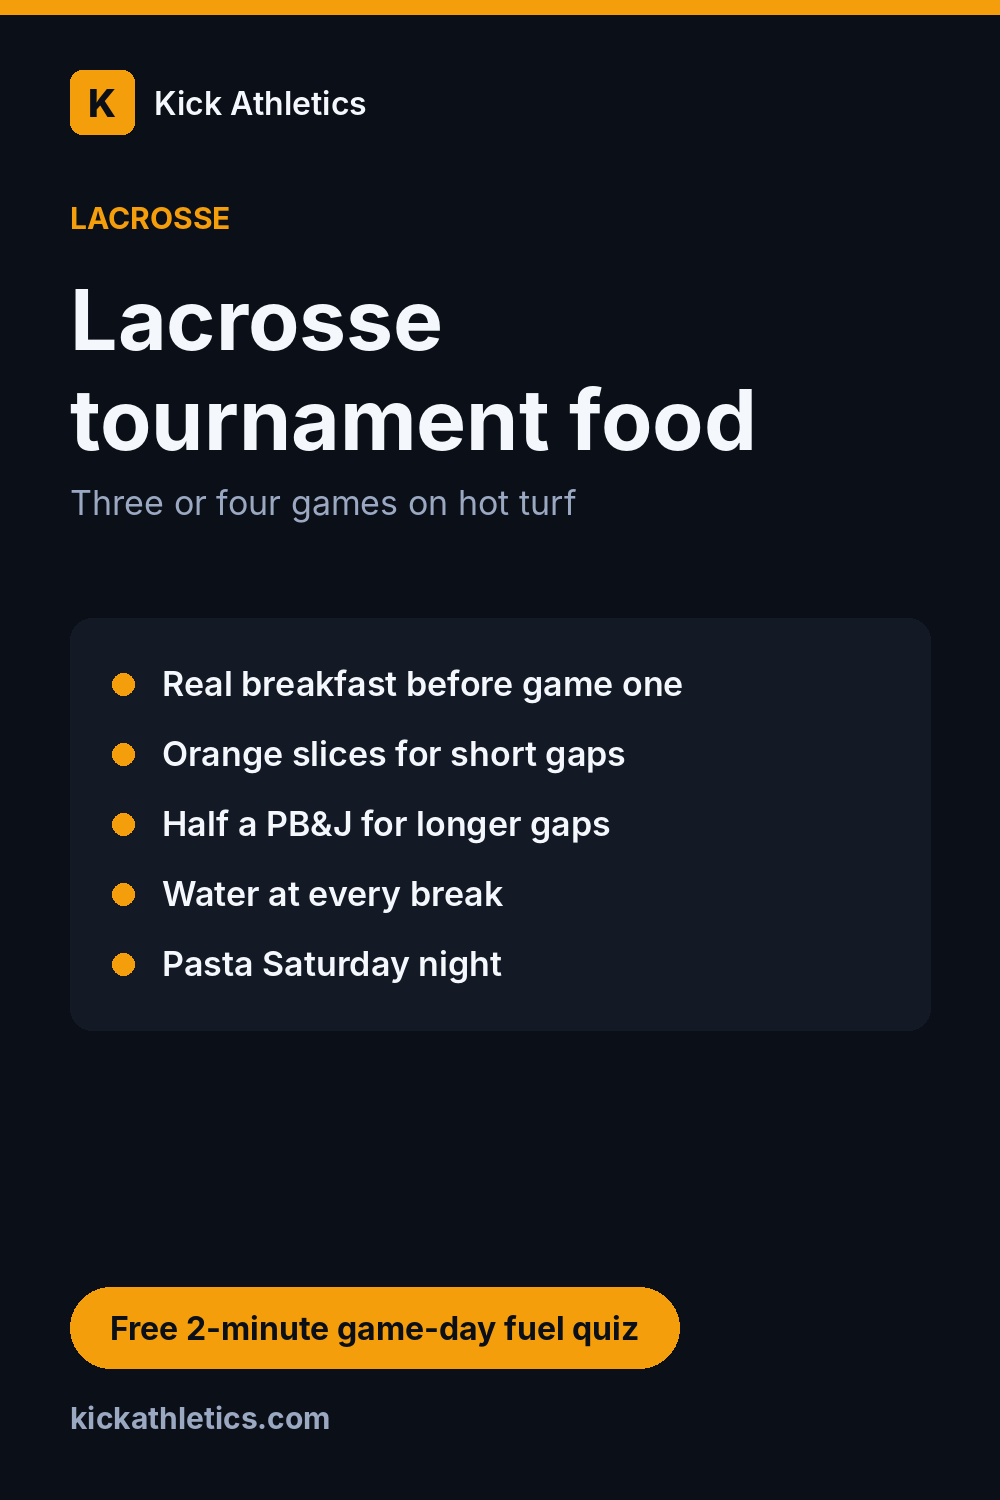 K
Kick Athletics
LACROSSE
Lacrosse
tournament food
Three or four games on hot turf
Real breakfast before game one
Orange slices for short gaps
Half a PB&J for longer gaps
Water at every break
Pasta Saturday night
Free 2-minute game-day fuel quiz
kickathletics.com